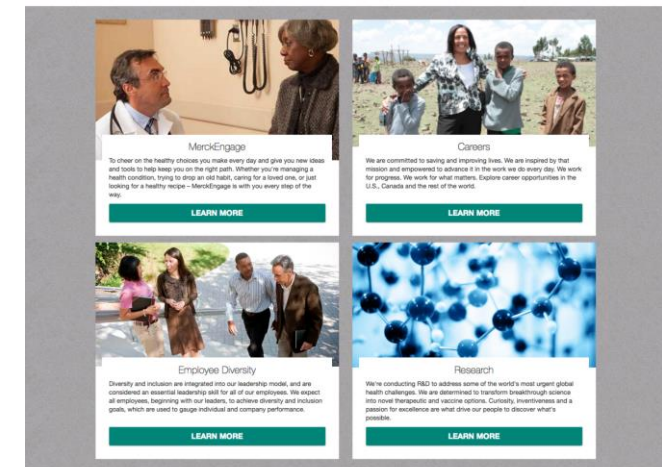 MerckEngage
To cheer on the healthy choices you make every day and give you new ideas
and tools to help keep you on the right path. Whether you're managing a
health condition, trying to drop an old habit, caring for a loved one, or just
looking for a healthy recipe – MerckEngage is with you every step of the
way.
LEARN MORE
Careers
We are committed to saving and improving lives. We are inspired by that
mission and empowered to advance it in the work we do every day. We work
for progress. We work for what matters. Explore career opportunities in the
U.S., Canada and the rest of the world.
LEARN MORE
Employee Diversity
Diversity and inclusion are integrated into our leadership model, and are
considered an essential leadership skill for all of our employees. We expect
all employees, beginning with our leaders, to achieve diversity and inclusion
goals, which are used to gauge individual and company performance.
LEARN MORE
Research
We're conducting R&D to address some of the world's most urgent global
health challenges. We are determined to transform breakthrough science
into novel therapeutic and vaccine options. Curiosity, inventiveness and a
passion for excellence are what drive our people to discover what's
possible.
LEARN MORE